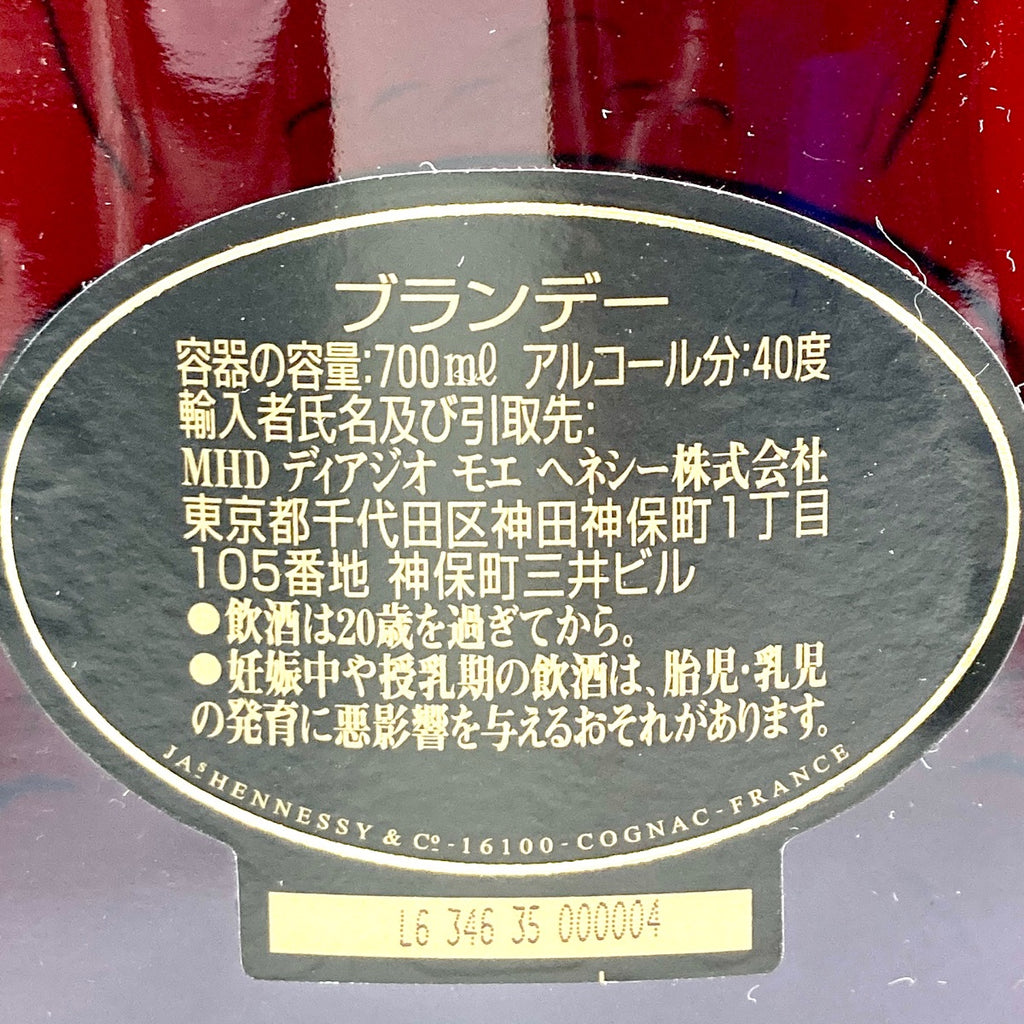 ブランデー
容器の容量:700ml アルコール分:40度
輸入者氏名及び引取先:
MHD ディアジオ モエ ヘネシー株式会社
東京都千代田区神田神保町1丁目
105番地 神保町三井ビル
●飲酒は20歳を過ぎてから。
●妊娠中や授乳期の飲酒は、胎児・乳児
の発育に悪影響を与えるおそれがあります。
JAS HENNESSY & Co - 16100 - COGNAC - FRANCE
L6 346 35 000004